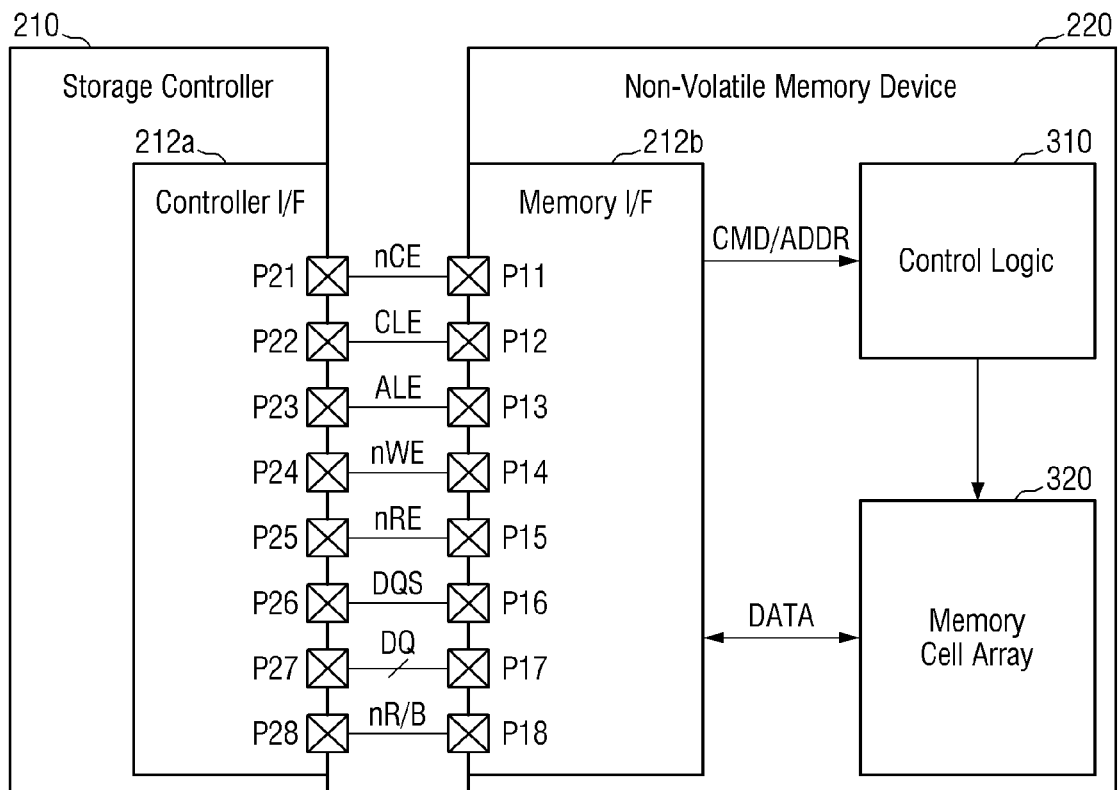 210
220
Storage Controller
Non-Volatile Memory Device
212a
212b
310
Controller I/F
Memory I/F
Control Logic
CMD/ADDR
P21 nCE P11
P22 CLE P12
P23 ALE P13
P24 nWE P14
P25 nRE P15
P26 DQS P16
P27 DQ P17
P28 nR/B P18
320
DATA
Memory
Cell Array